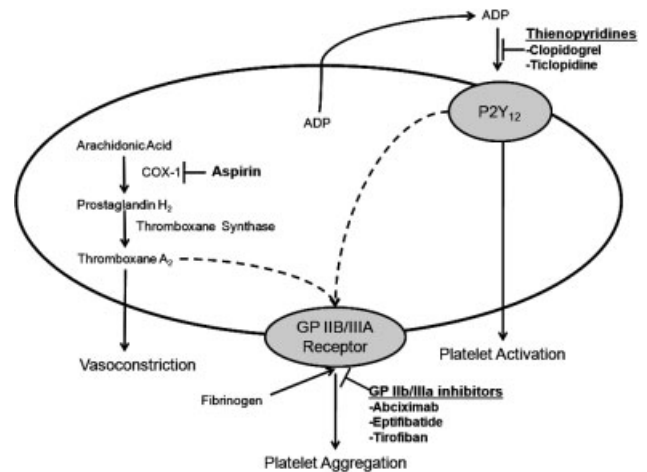 ADP
Thienopyridines
-Clopidogrel
-Ticlopidine
ADP
P2Y₁₂
Arachidonic Acid
COX-1 Aspirin
Prostaglandin H₂
Thromboxane Synthase
Thromboxane A₂
GP IIB/IIIA
Receptor
Vasoconstriction
Platelet Activation
Fibrinogen
GP IIb/IIIa inhibitors
-Abciximab
-Eptifibatide
-Tirofiban
Platelet Aggregation